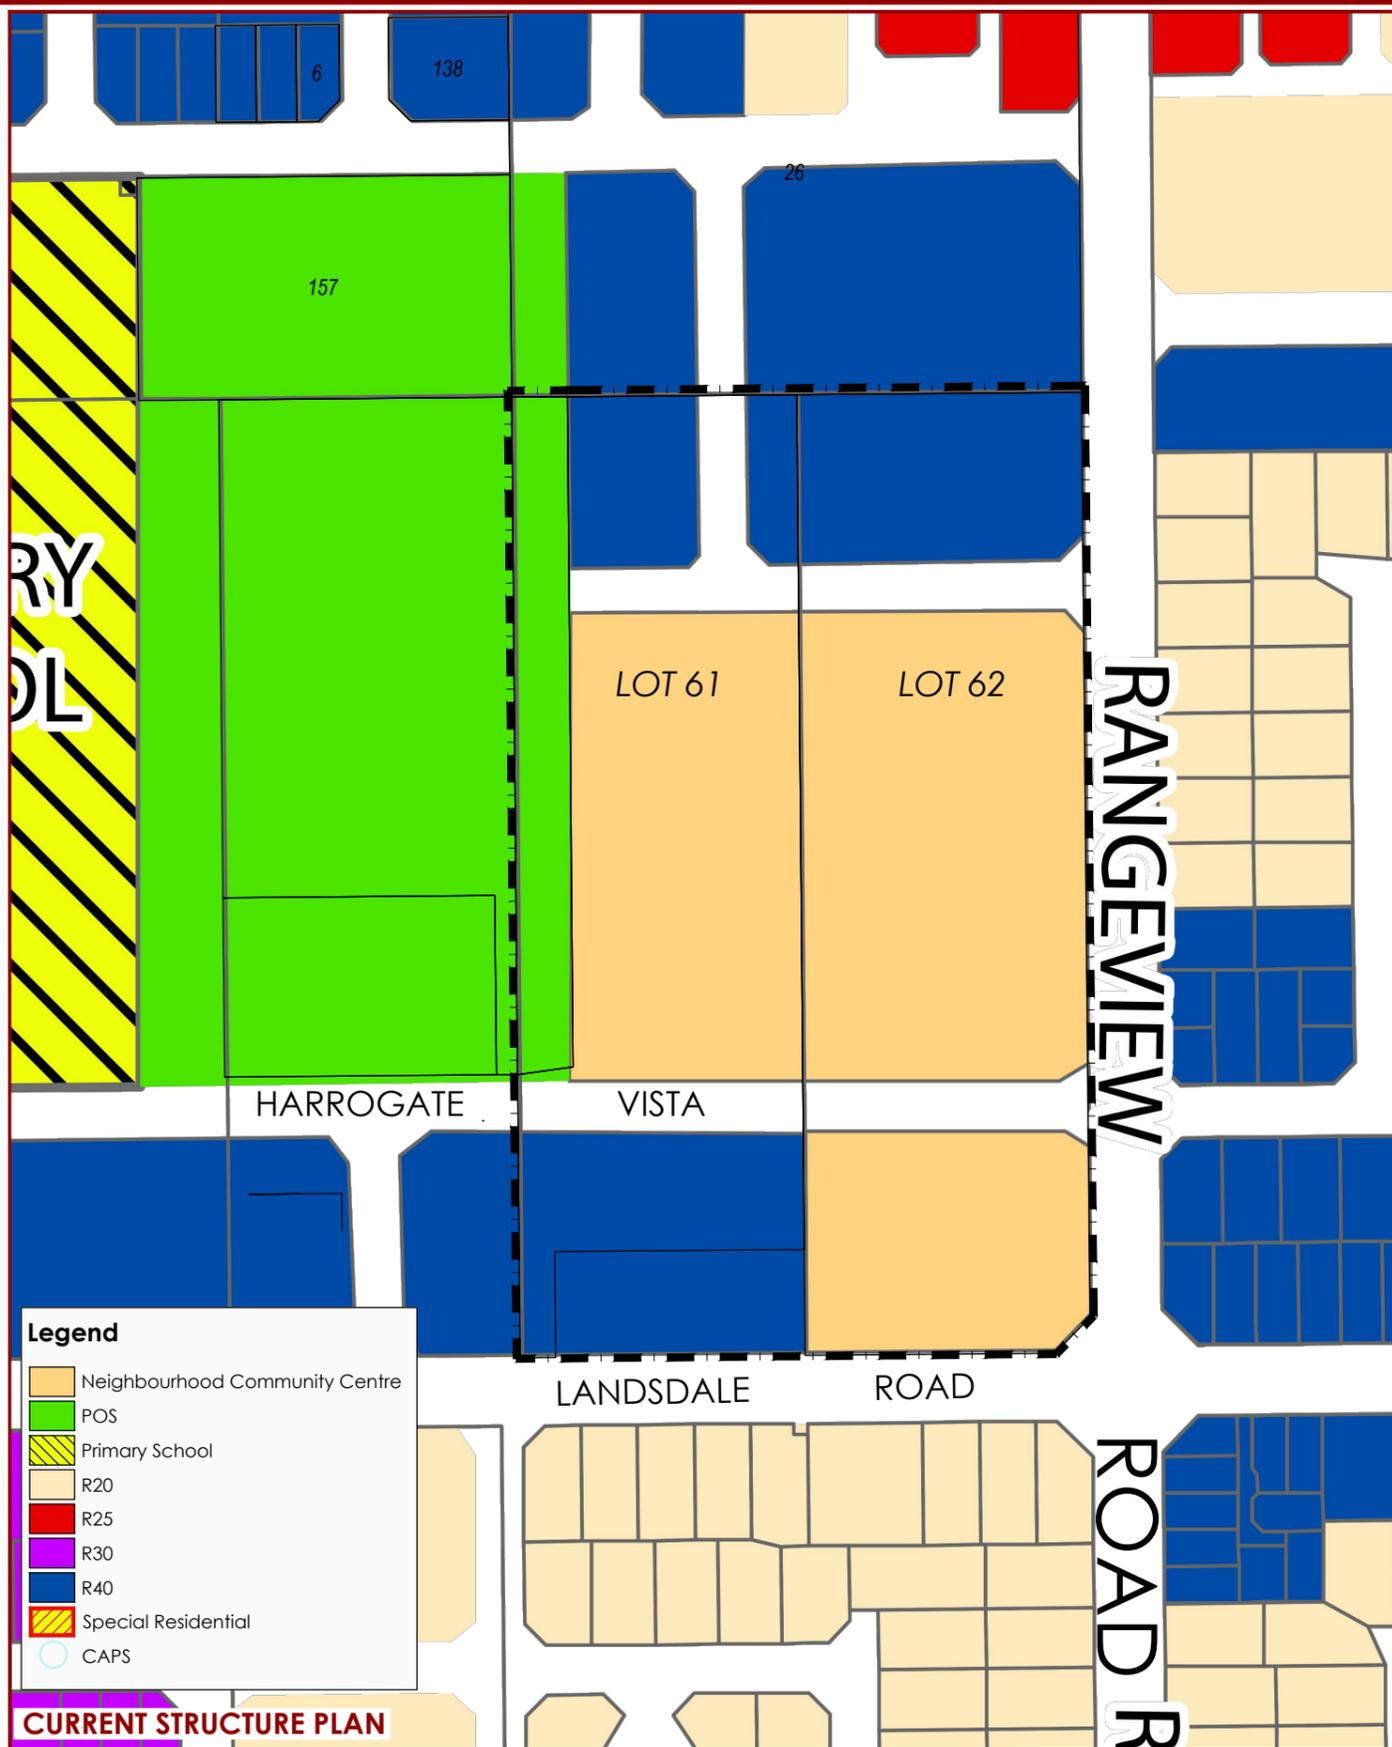 6
138
26
157
RY
OL
LOT 61
LOT 62
RANGEVIEW
HARROGATE
VISTA
LANDSDALE
ROAD
ROAD R
Legend
Neighbourhood Community Centre
POS
Primary School
R20
R25
R30
R40
Special Residential
CAPS
CURRENT STRUCTURE PLAN